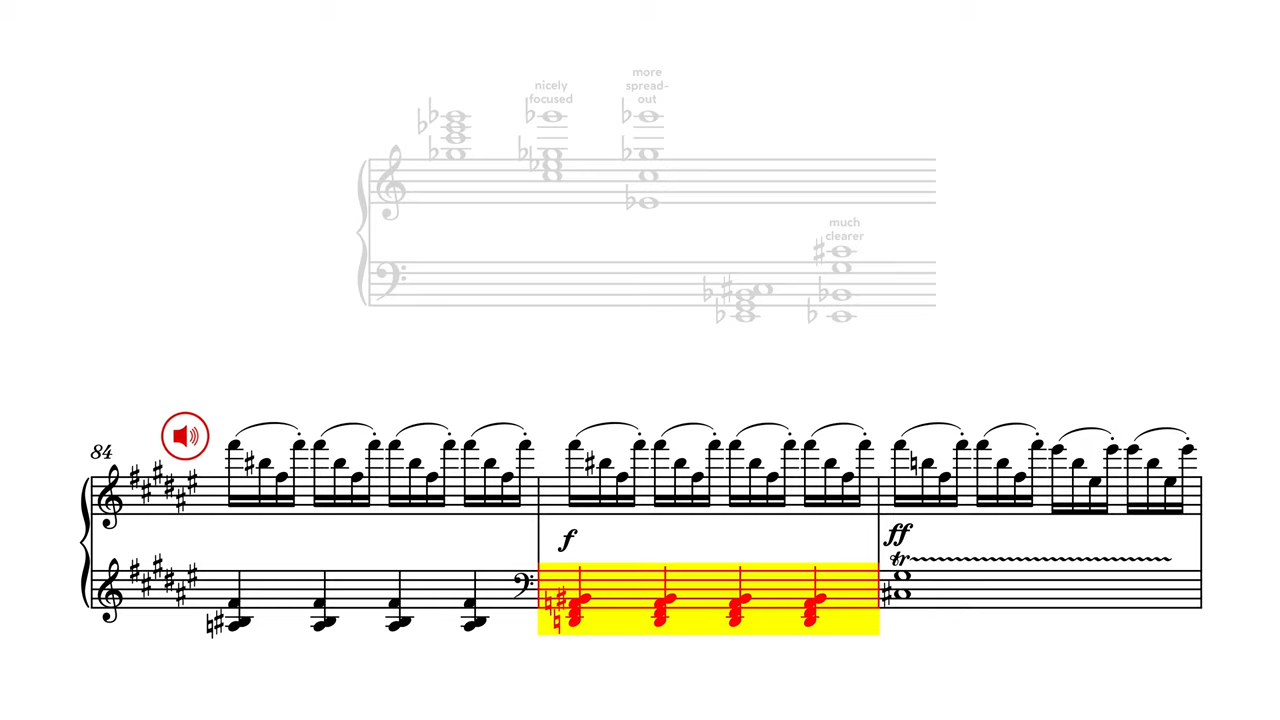 more
nicely spread-
focused out
much
clearer
84
f
ff
tr